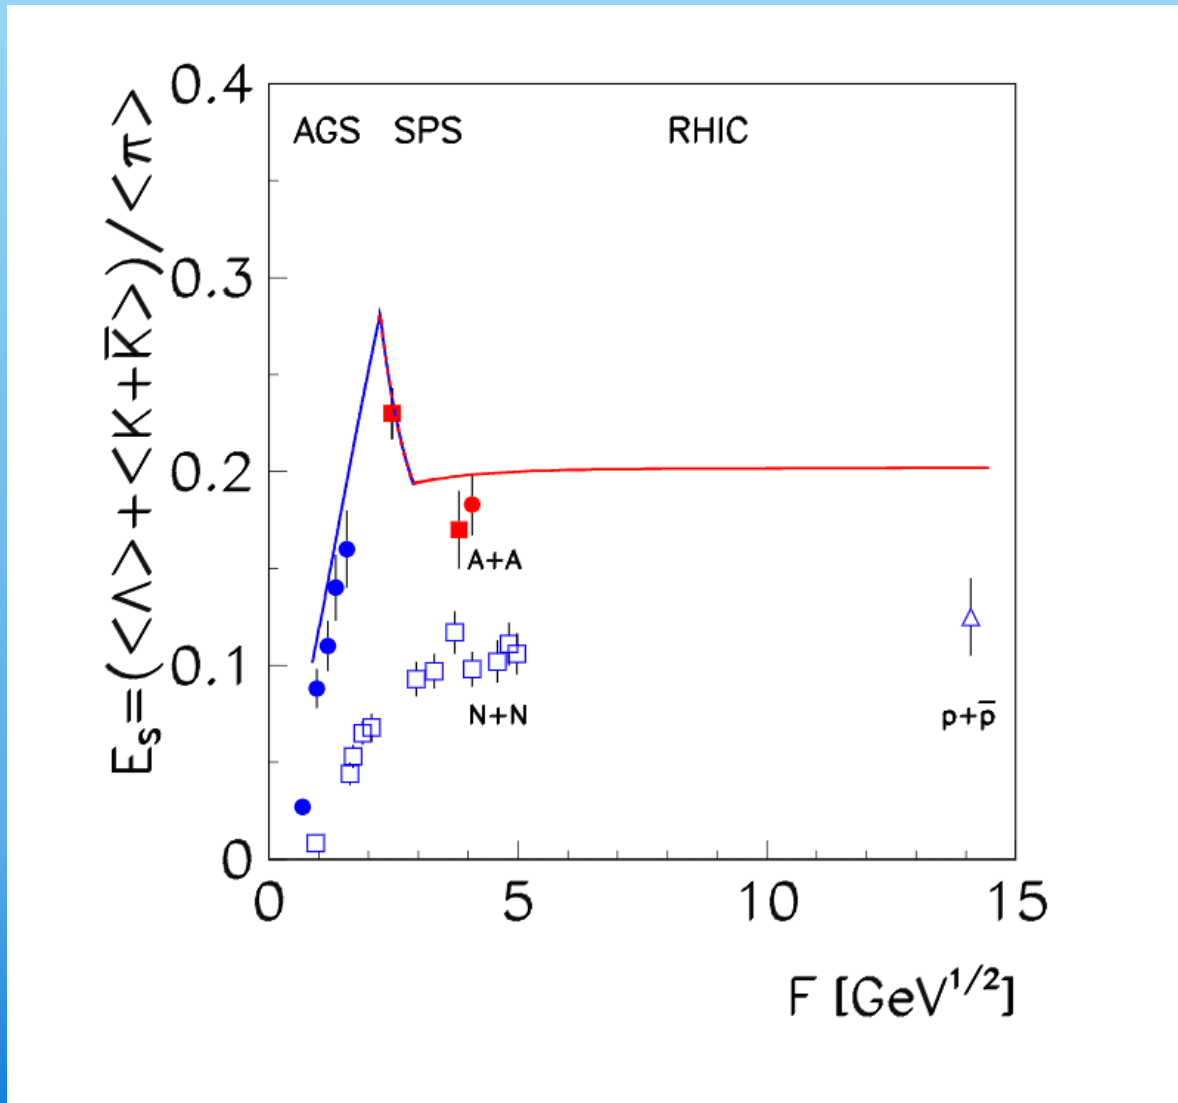 E_s=(<Λ>+<K+K̄>)/<π>
0.4
0.3
0.2
0.1
0
AGS SPS RHIC
A+A
N+N
p+p̄
0 5 10 15
F [GeV^1/2]